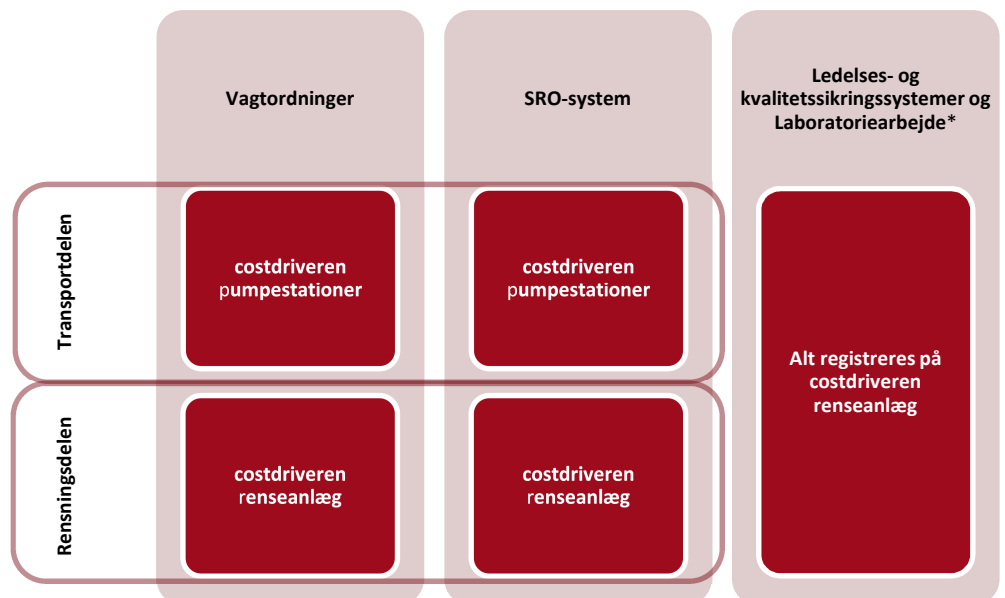 Vagtordninger
SRO-system
Ledelses- og
kvalitetssikringssystemer og
Laboratoriearbejde*
Transportdelen
costdriveren
pumpestationer
costdriveren
pumpestationer
Alt registreres på
costdriveren
renseanlæg
Rensningsdelen
costdriveren
renseanlæg
costdriveren
renseanlæg